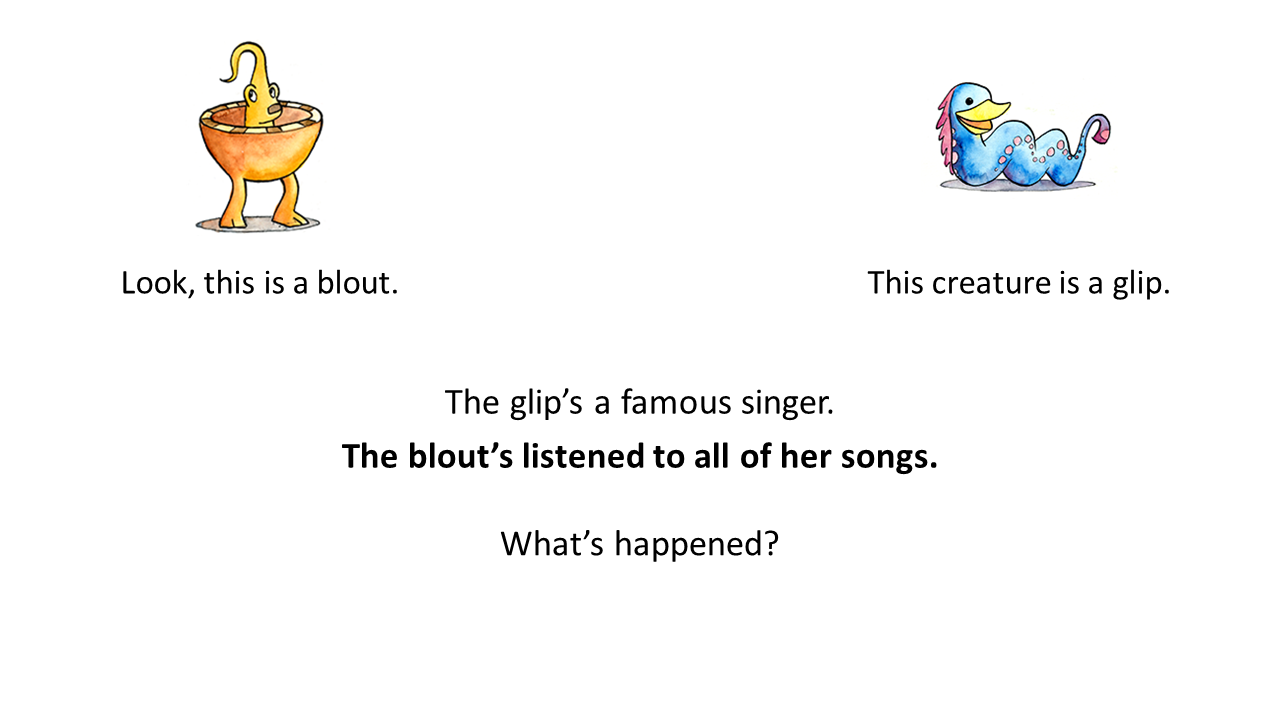 Look, this is a blout.
This creature is a glip.
The glip’s a famous singer.
The blout’s listened to all of her songs.
What’s happened?